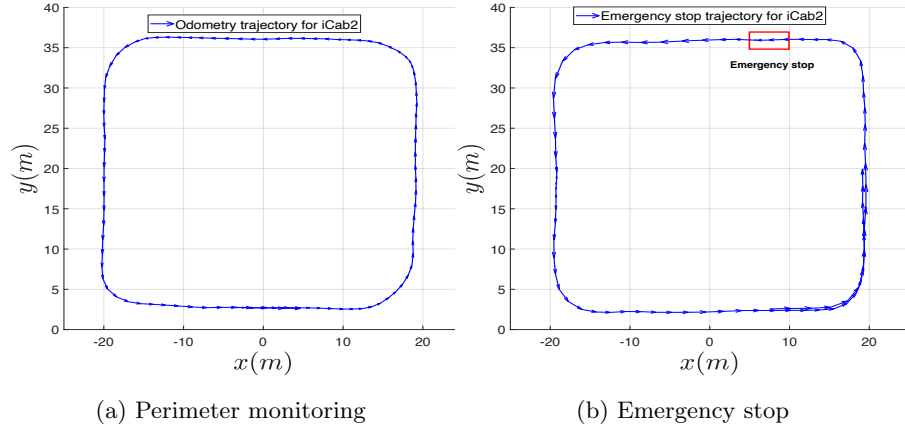 Odometry trajectory for iCab2
40
35
30
25
20
15
10
5
0
y(m)
-20 -10 0 10 20
x(m)
(a) Perimeter monitoring
Emergency stop trajectory for iCab2
Emergency stop
40
35
30
25
20
15
10
5
0
y(m)
-20 -10 0 10 20
x(m)
(b) Emergency stop